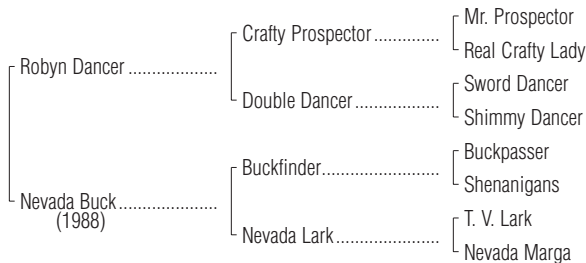 Mr. Prospector
Crafty Prospector ...............
Real Crafty Lady
Robyn Dancer ....................
Sword Dancer
Double Dancer ...................
Shimmy Dancer
Buckpasser
Buckfinder...........................
Shenanigans
Nevada Buck ......................
(1988)
T. V. Lark
Nevada Lark .......................
Nevada Marga